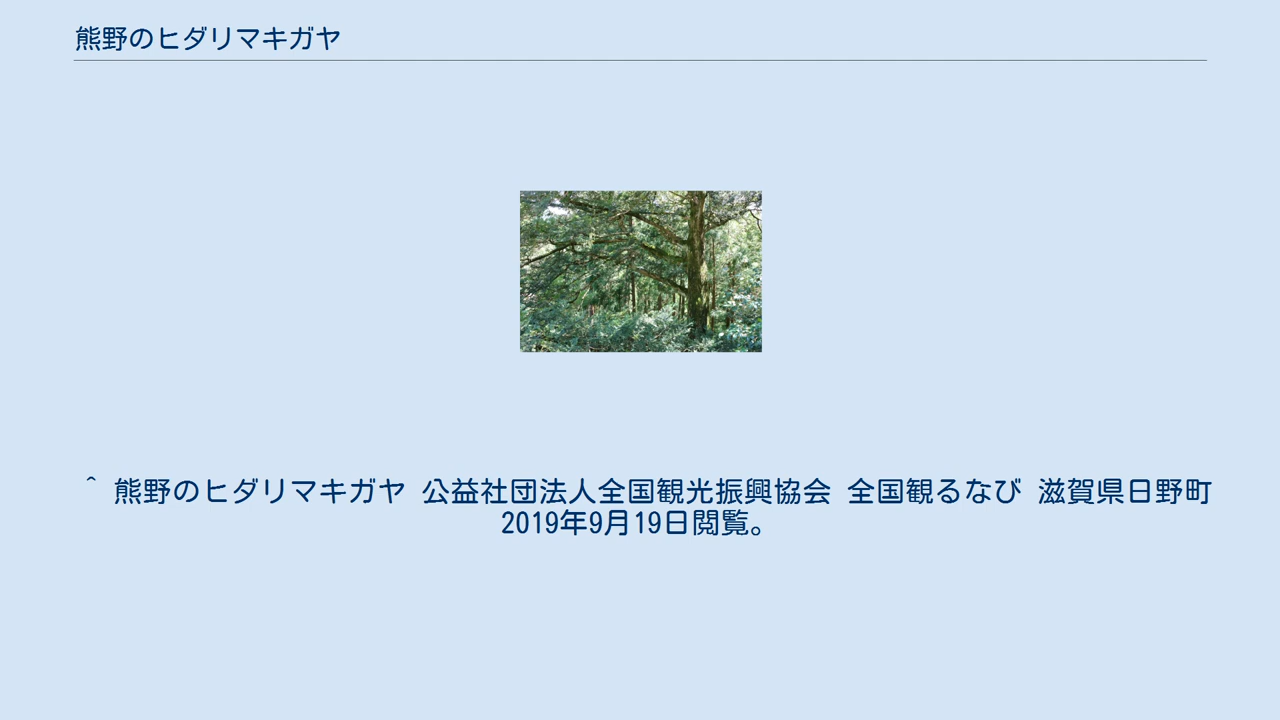 熊野のヒダリマキガヤ
^ 熊野のヒダリマキガヤ 公益社団法人全国観光振興協会 全国観るなび 滋賀県日野町
2019年9月19日閲覧。